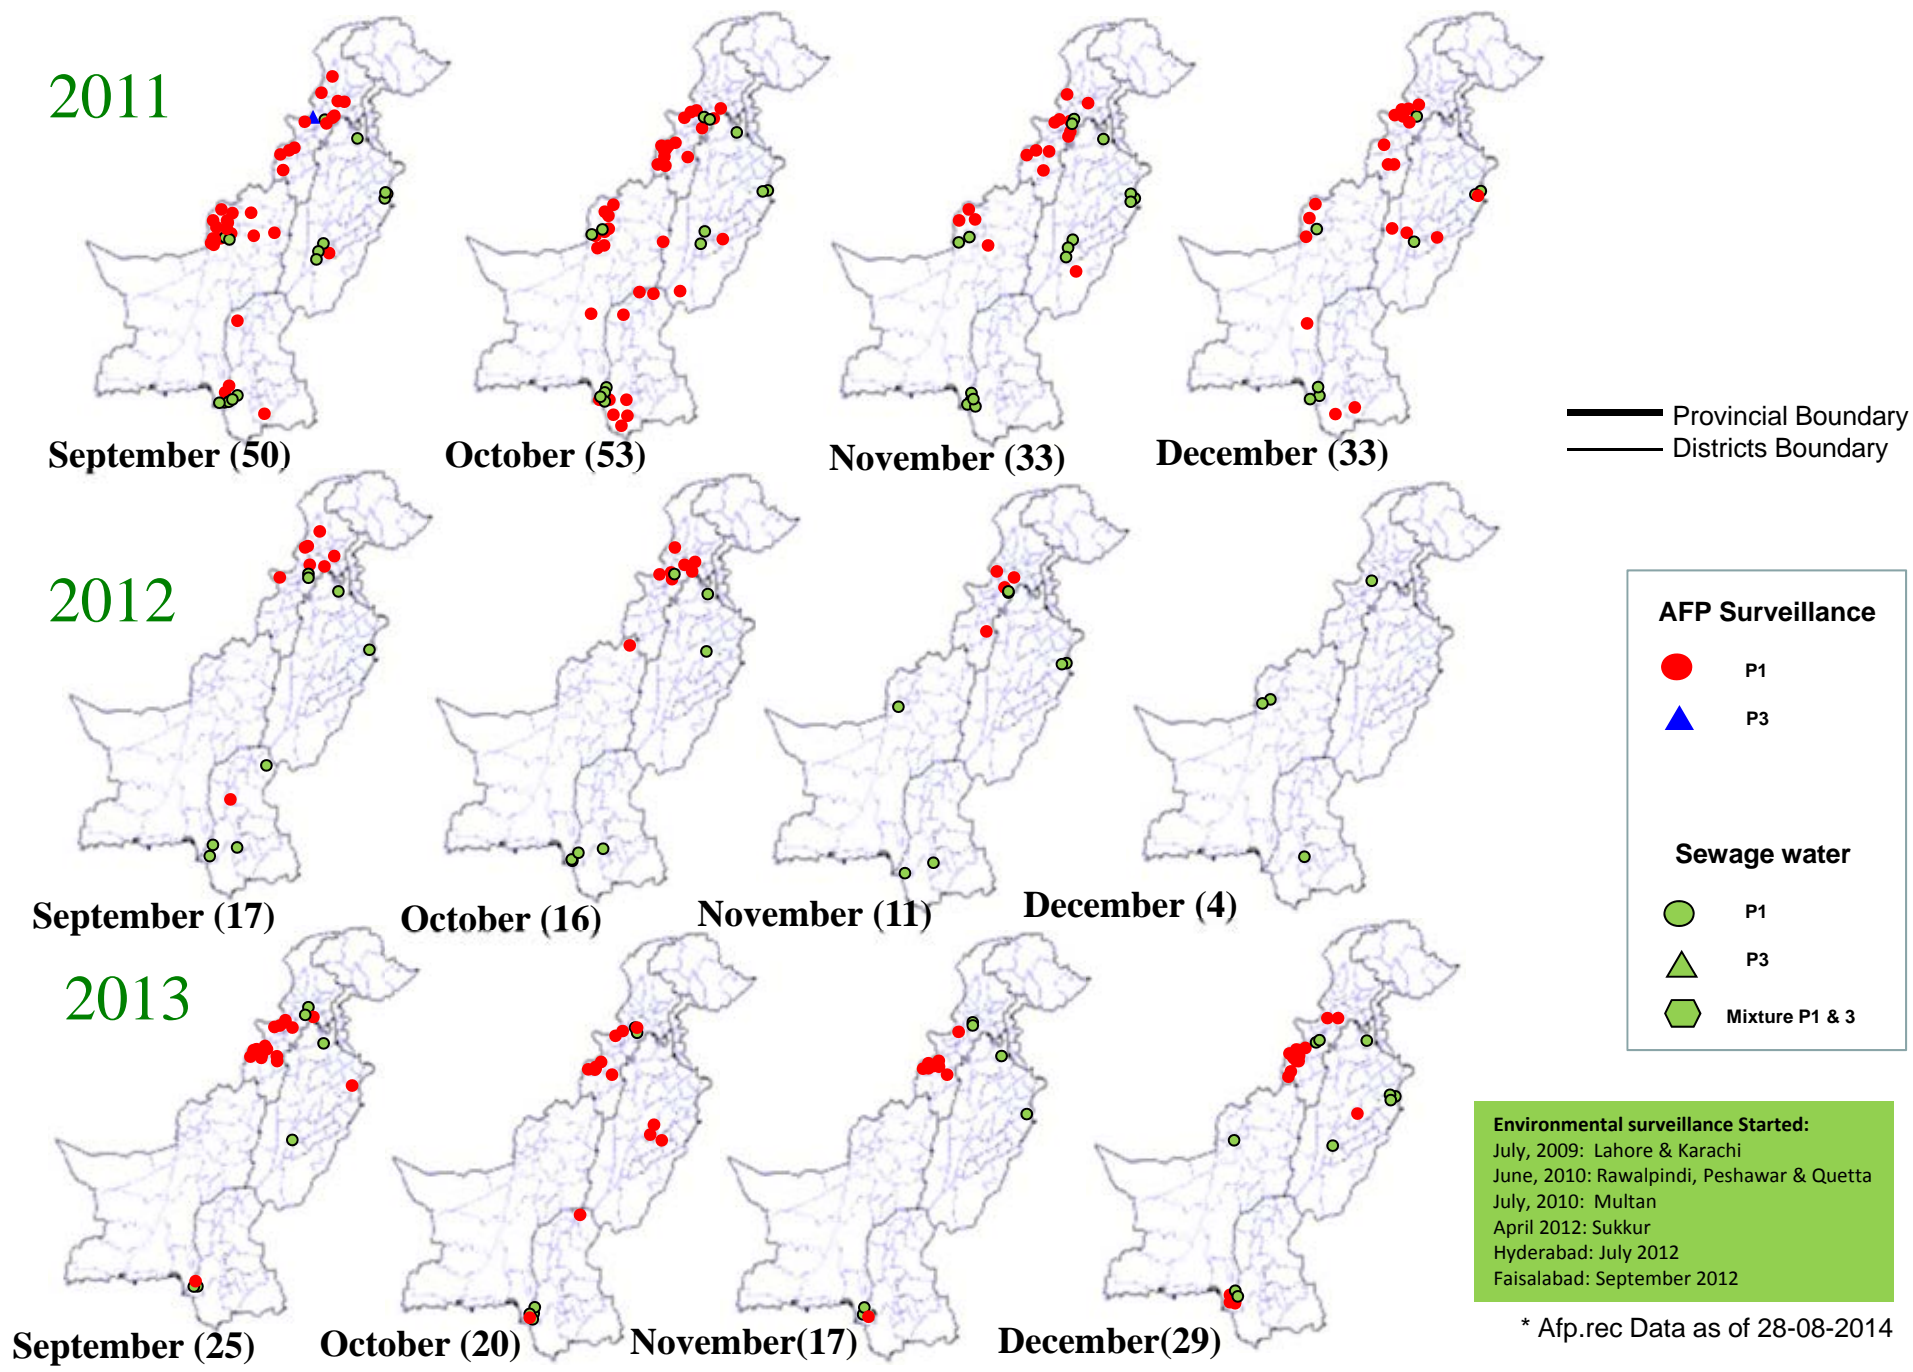 2011
September (50)
October (53)
November (33)
December (33)
Provincial Boundary
Districts Boundary
2012
September (17)
October (16)
November (11)
December (4)
AFP Surveillance
P1
P3
Sewage water
P1
P3
Mixture P1 & 3
2013
September (25)
October (20)
November(17)
December(29)
Environmental surveillance Started:
July, 2009: Lahore & Karachi
June, 2010: Rawalpindi, Peshawar & Quetta
July, 2010: Multan
April 2012: Sukkur
Hyderabad: July 2012
Faisalabad: September 2012
* Afp.rec Data as of 28-08-2014